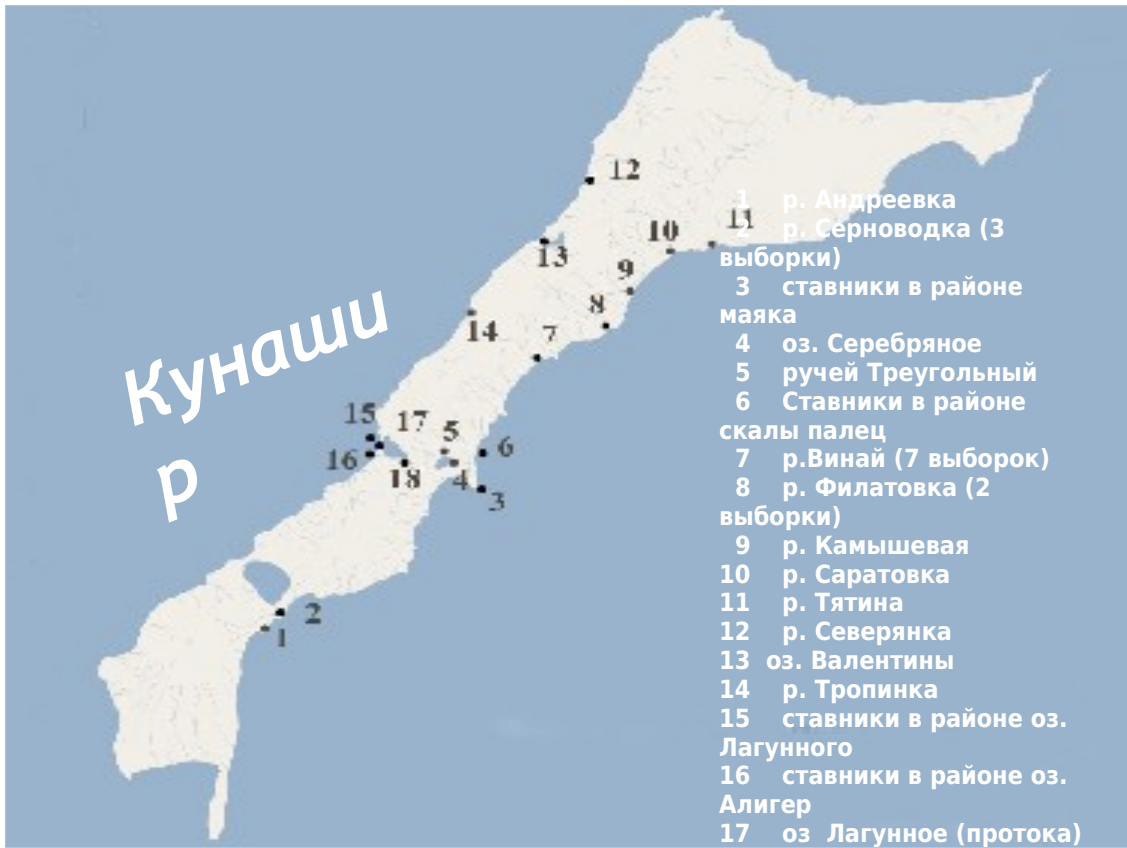 12
11
10
13
9
8
14
7
15
17
5
6
16
18
4
3
2
1
Кунаши
р
1 р. Андреевка
2 р. Серноводка (3
выборки)
3 ставники в районе
маяка
4 оз. Серебряное
5 ручей Треугольный
6 Ставники в районе
скалы палец
7 р.Винай (7 выборок)
8 р. Филатовка (2
выборки)
9 р. Камышевая
10 р. Саратовка
11 р. Тятина
12 р. Северянка
13 оз. Валентины
14 р. Тропинка
15 ставники в районе оз.
Лагунного
16 ставники в районе оз.
Алигер
17 оз Лагунное (протока)